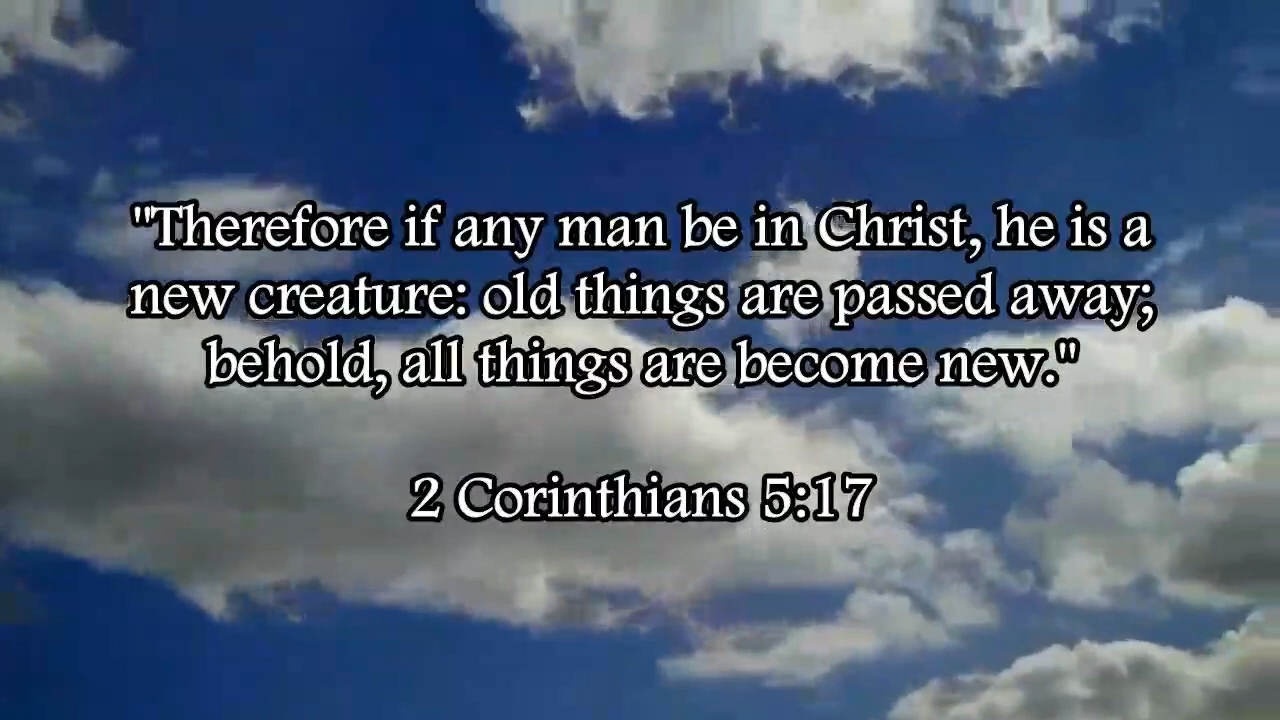 "Therefore if any man be in Christ, he is a
new creature: old things are passed away;
behold, all things are become new."
2 Corinthians 5:17